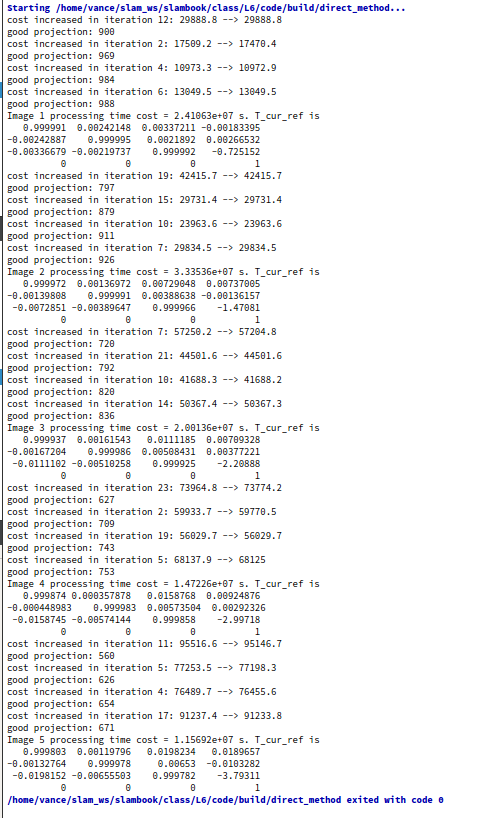 Starting /home/vance/slam_ws/slambook/class/L6/code/build/direct_method...
cost increased in iteration 12: 29888.8 --> 29888.8
good projection: 900
cost increased in iteration 2: 17509.2 --> 17470.4
good projection: 969
cost increased in iteration 4: 10973.3 --> 10972.9
good projection: 984
cost increased in iteration 6: 13049.5 --> 13049.5
good projection: 988
Image 1 processing time cost = 2.41063e+07 s. T_cur_ref is
0.999991 0.00242148 0.00337211 -0.00183395
-0.00242887 0.999995 0.0021892 0.00266532
-0.00336679 -0.00219737 0.999992 -0.725152
0 0 0 1
cost increased in iteration 19: 42415.7 --> 42415.7
good projection: 797
cost increased in iteration 15: 29731.4 --> 29731.4
good projection: 879
cost increased in iteration 10: 23963.6 --> 23963.6
good projection: 911
cost increased in iteration 7: 29834.5 --> 29834.5
good projection: 926
Image 2 processing time cost = 3.33536e+07 s. T_cur_ref is
0.999972 0.00136972 0.00729048 0.00737005
-0.00139808 0.999991 0.00388638 -0.00136157
-0.0072851 -0.00389647 0.999966 -1.47081
0 0 0 1
cost increased in iteration 7: 57250.2 --> 57204.8
good projection: 720
cost increased in iteration 21: 44501.6 --> 44501.6
good projection: 792
cost increased in iteration 10: 41688.3 --> 41688.2
good projection: 820
cost increased in iteration 14: 50367.4 --> 50367.3
good projection: 836
Image 3 processing time cost = 2.00136e+07 s. T_cur_ref is
0.999937 0.00161543 0.0111185 0.00709328
-0.00167204 0.999986 0.00508431 0.00377221
-0.0111102 -0.00510258 0.999925 -2.20888
0 0 0 1
cost increased in iteration 23: 73964.8 --> 73774.2
good projection: 627
cost increased in iteration 2: 59933.7 --> 59770.5
good projection: 709
cost increased in iteration 19: 56029.7 --> 56029.7
good projection: 743
cost increased in iteration 5: 68137.9 --> 68125
good projection: 753
Image 4 processing time cost = 1.47226e+07 s. T_cur_ref is
0.999874 0.000357878 0.0158768 0.00924876
-0.000448983 0.999983 0.00573504 0.00292326
-0.0158745 -0.00574144 0.999858 -2.99718
0 0 0 1
cost increased in iteration 11: 95516.6 --> 95146.7
good projection: 560
cost increased in iteration 5: 77253.5 --> 77198.3
good projection: 626
cost increased in iteration 4: 76489.7 --> 76455.6
good projection: 654
cost increased in iteration 17: 91237.4 --> 91233.8
good projection: 671
Image 5 processing time cost = 1.15692e+07 s. T_cur_ref is
0.999803 0.00119796 0.0198234 0.0189657
-0.00132764 0.999978 0.00653 -0.0103282
-0.0198152 -0.00655503 0.999782 -3.79311
0 0 0 1
/home/vance/slam_ws/slambook/class/L6/code/build/direct_method exited with code 0